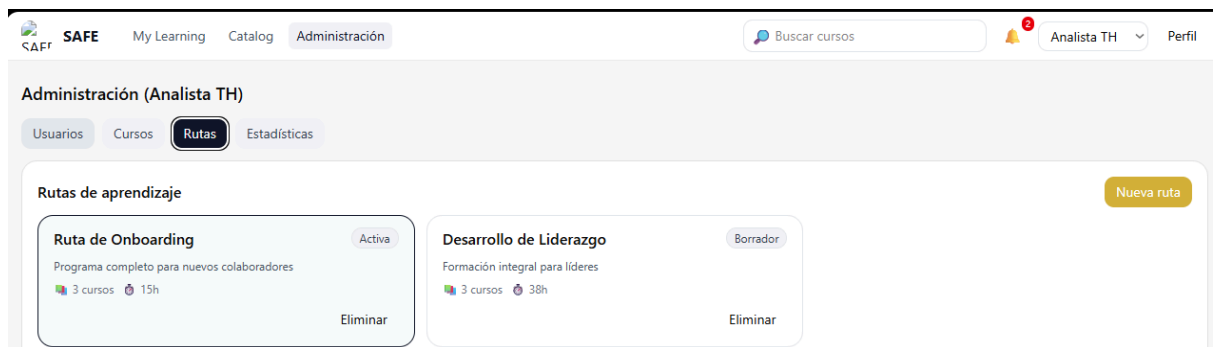 SAFE SAFE My Learning Catalog Administración Buscar cursos 2 Analista TH Perfil
Administración (Analista TH)
Usuarios Cursos Rutas Estadísticas
Rutas de aprendizaje Nueva ruta
Ruta de Onboarding Activa
Programa completo para nuevos colaboradores
3 cursos 15h
Eliminar
Desarrollo de Liderazgo Borrador
Formación integral para líderes
3 cursos 38h
Eliminar